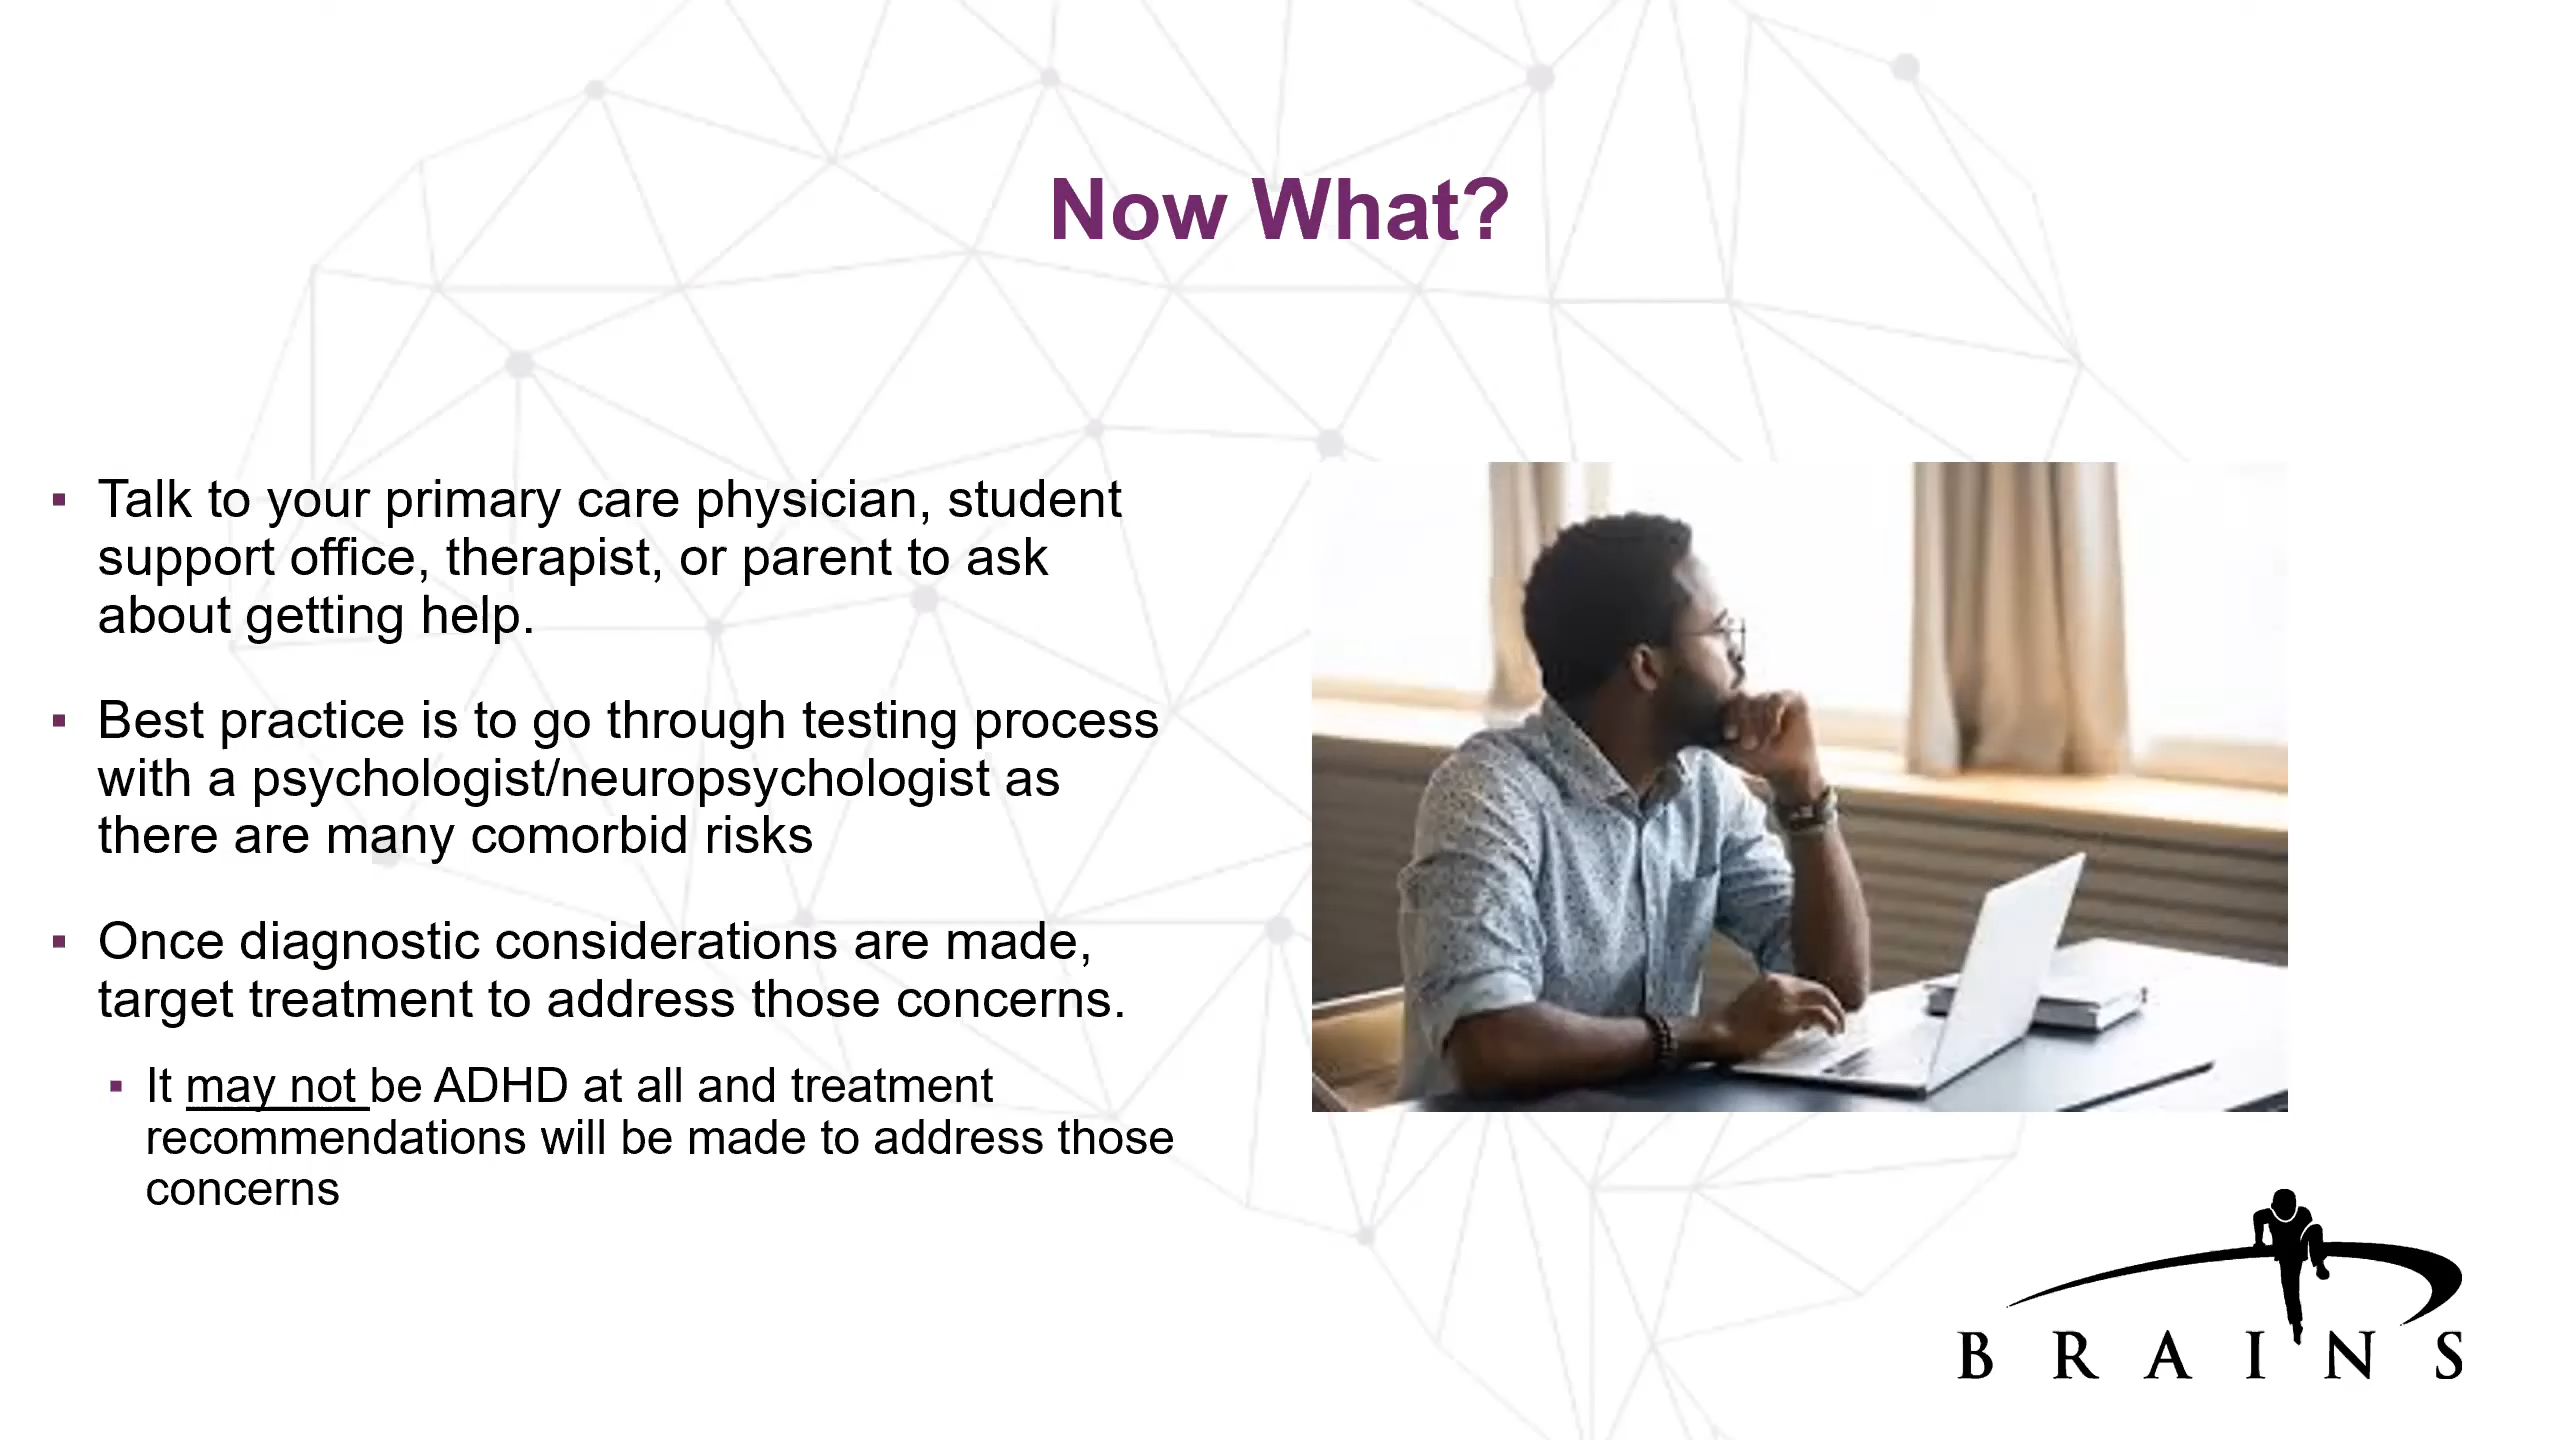 Now What?
▪ Talk to your primary care physician, student
support office, therapist, or parent to ask
about getting help.
▪ Best practice is to go through testing process
with a psychologist/neuropsychologist as
there are many comorbid risks
▪ Once diagnostic considerations are made,
target treatment to address those concerns.
▪ It may not be ADHD at all and treatment
recommendations will be made to address those
concerns
BRAINS